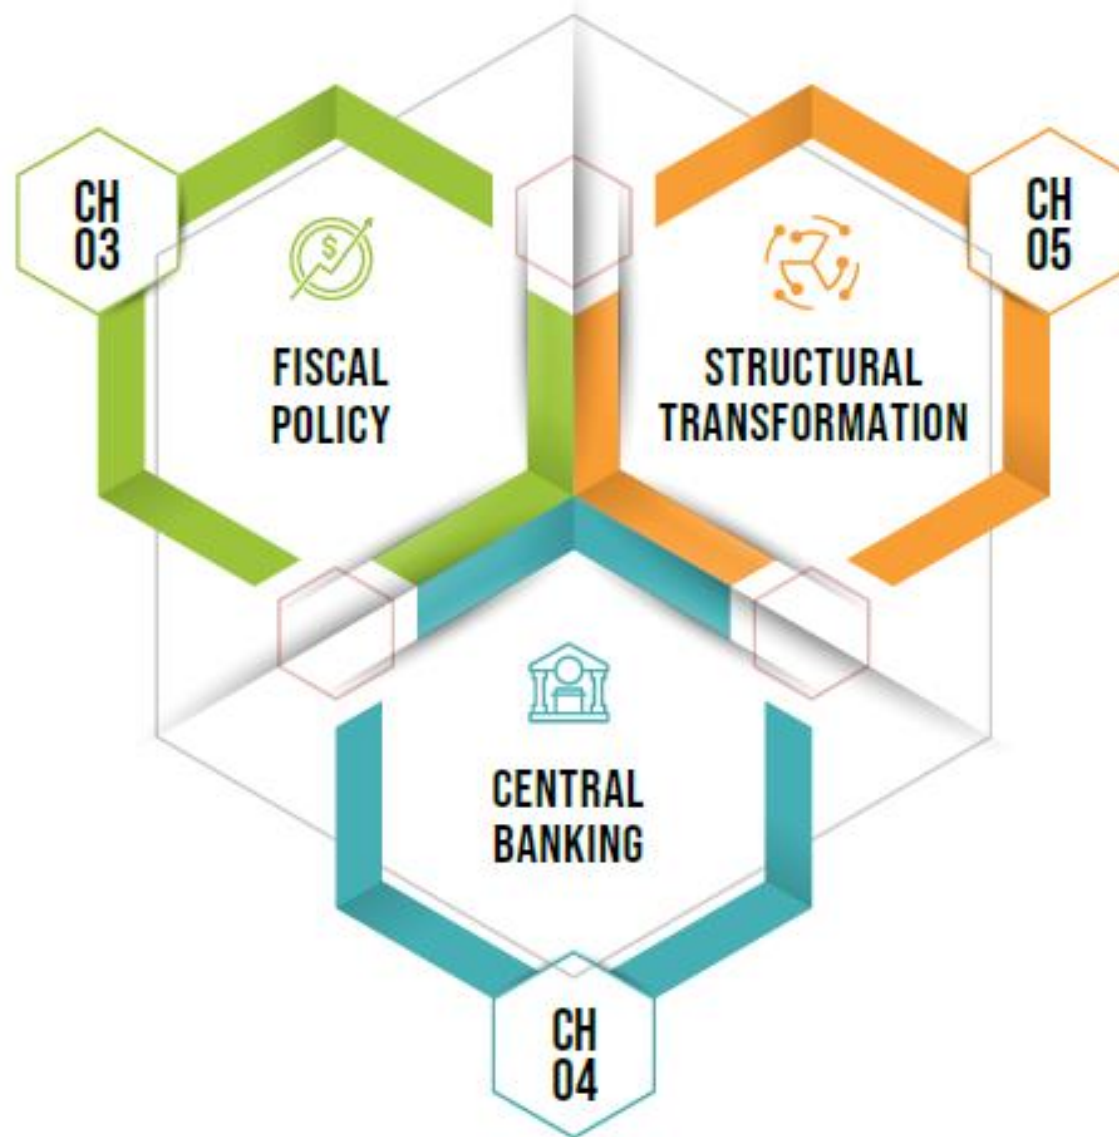 CH
03
$
FISCAL
POLICY
CH
05
STRUCTURAL
TRANSFORMATION
CENTRAL
BANKING
CH
04